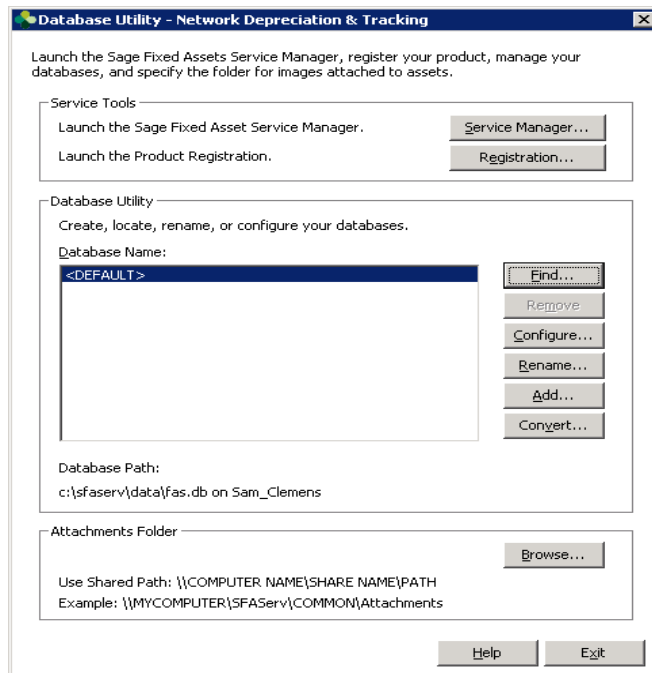 Database Utility - Network Depreciation & Tracking
Launch the Sage Fixed Assets Service Manager, register your product, manage your
databases, and specify the folder for images attached to assets.
Service Tools
Launch the Sage Fixed Asset Service Manager.
Service Manager...
Launch the Product Registration.
Registration...
Database Utility
Create, locate, rename, or configure your databases.
Database Name:
<DEFAULT>
Find...
Remove
Configure...
Rename...
Add...
Convert...
Database Path:
c:\sfaserv\data\fas.db on Sam_Clemens
Attachments Folder
Browse...
Use Shared Path: \\COMPUTER NAME\SHARE NAME\PATH
Example: \\MYCOMPUTER\SFAServ\COMMON\Attachments
Help
Exit